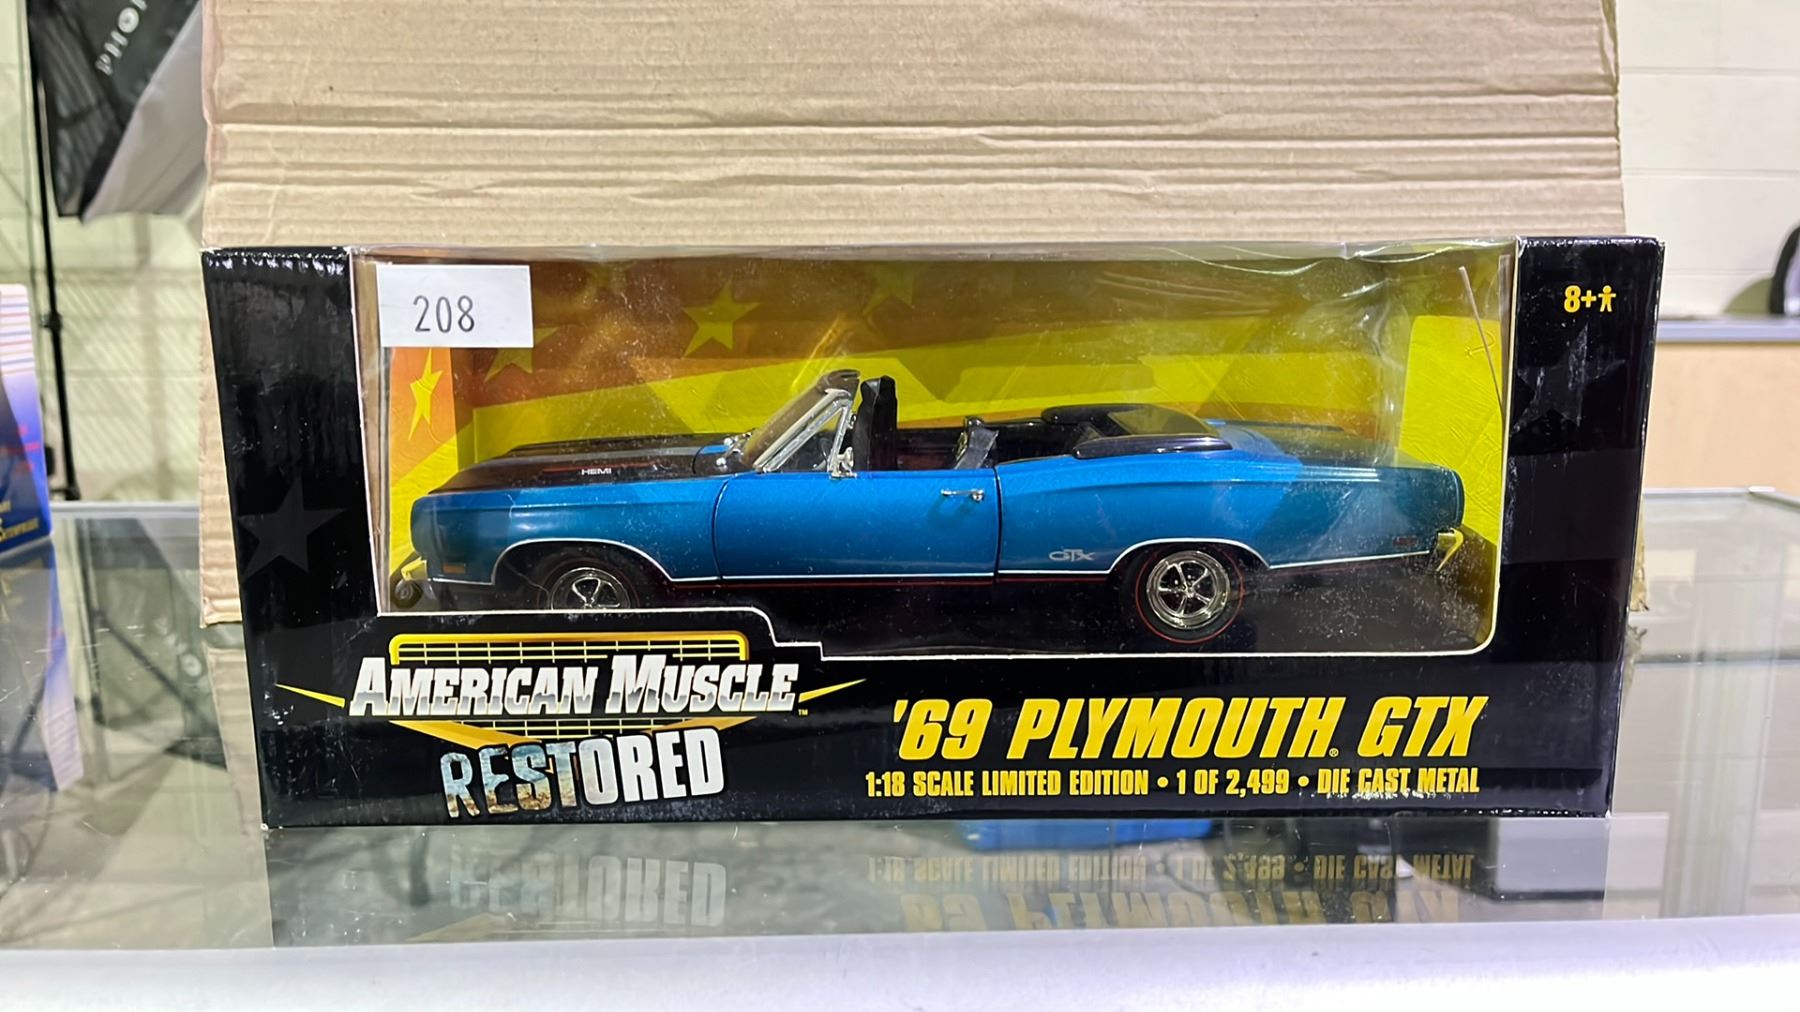 208
8+
HEMI
GTX
AMERICAN MUSCLE™
RESTORED
'69 PLYMOUTH® GTX
1:18 SCALE LIMITED EDITION • 1 OF 2,499 • DIE CAST METAL